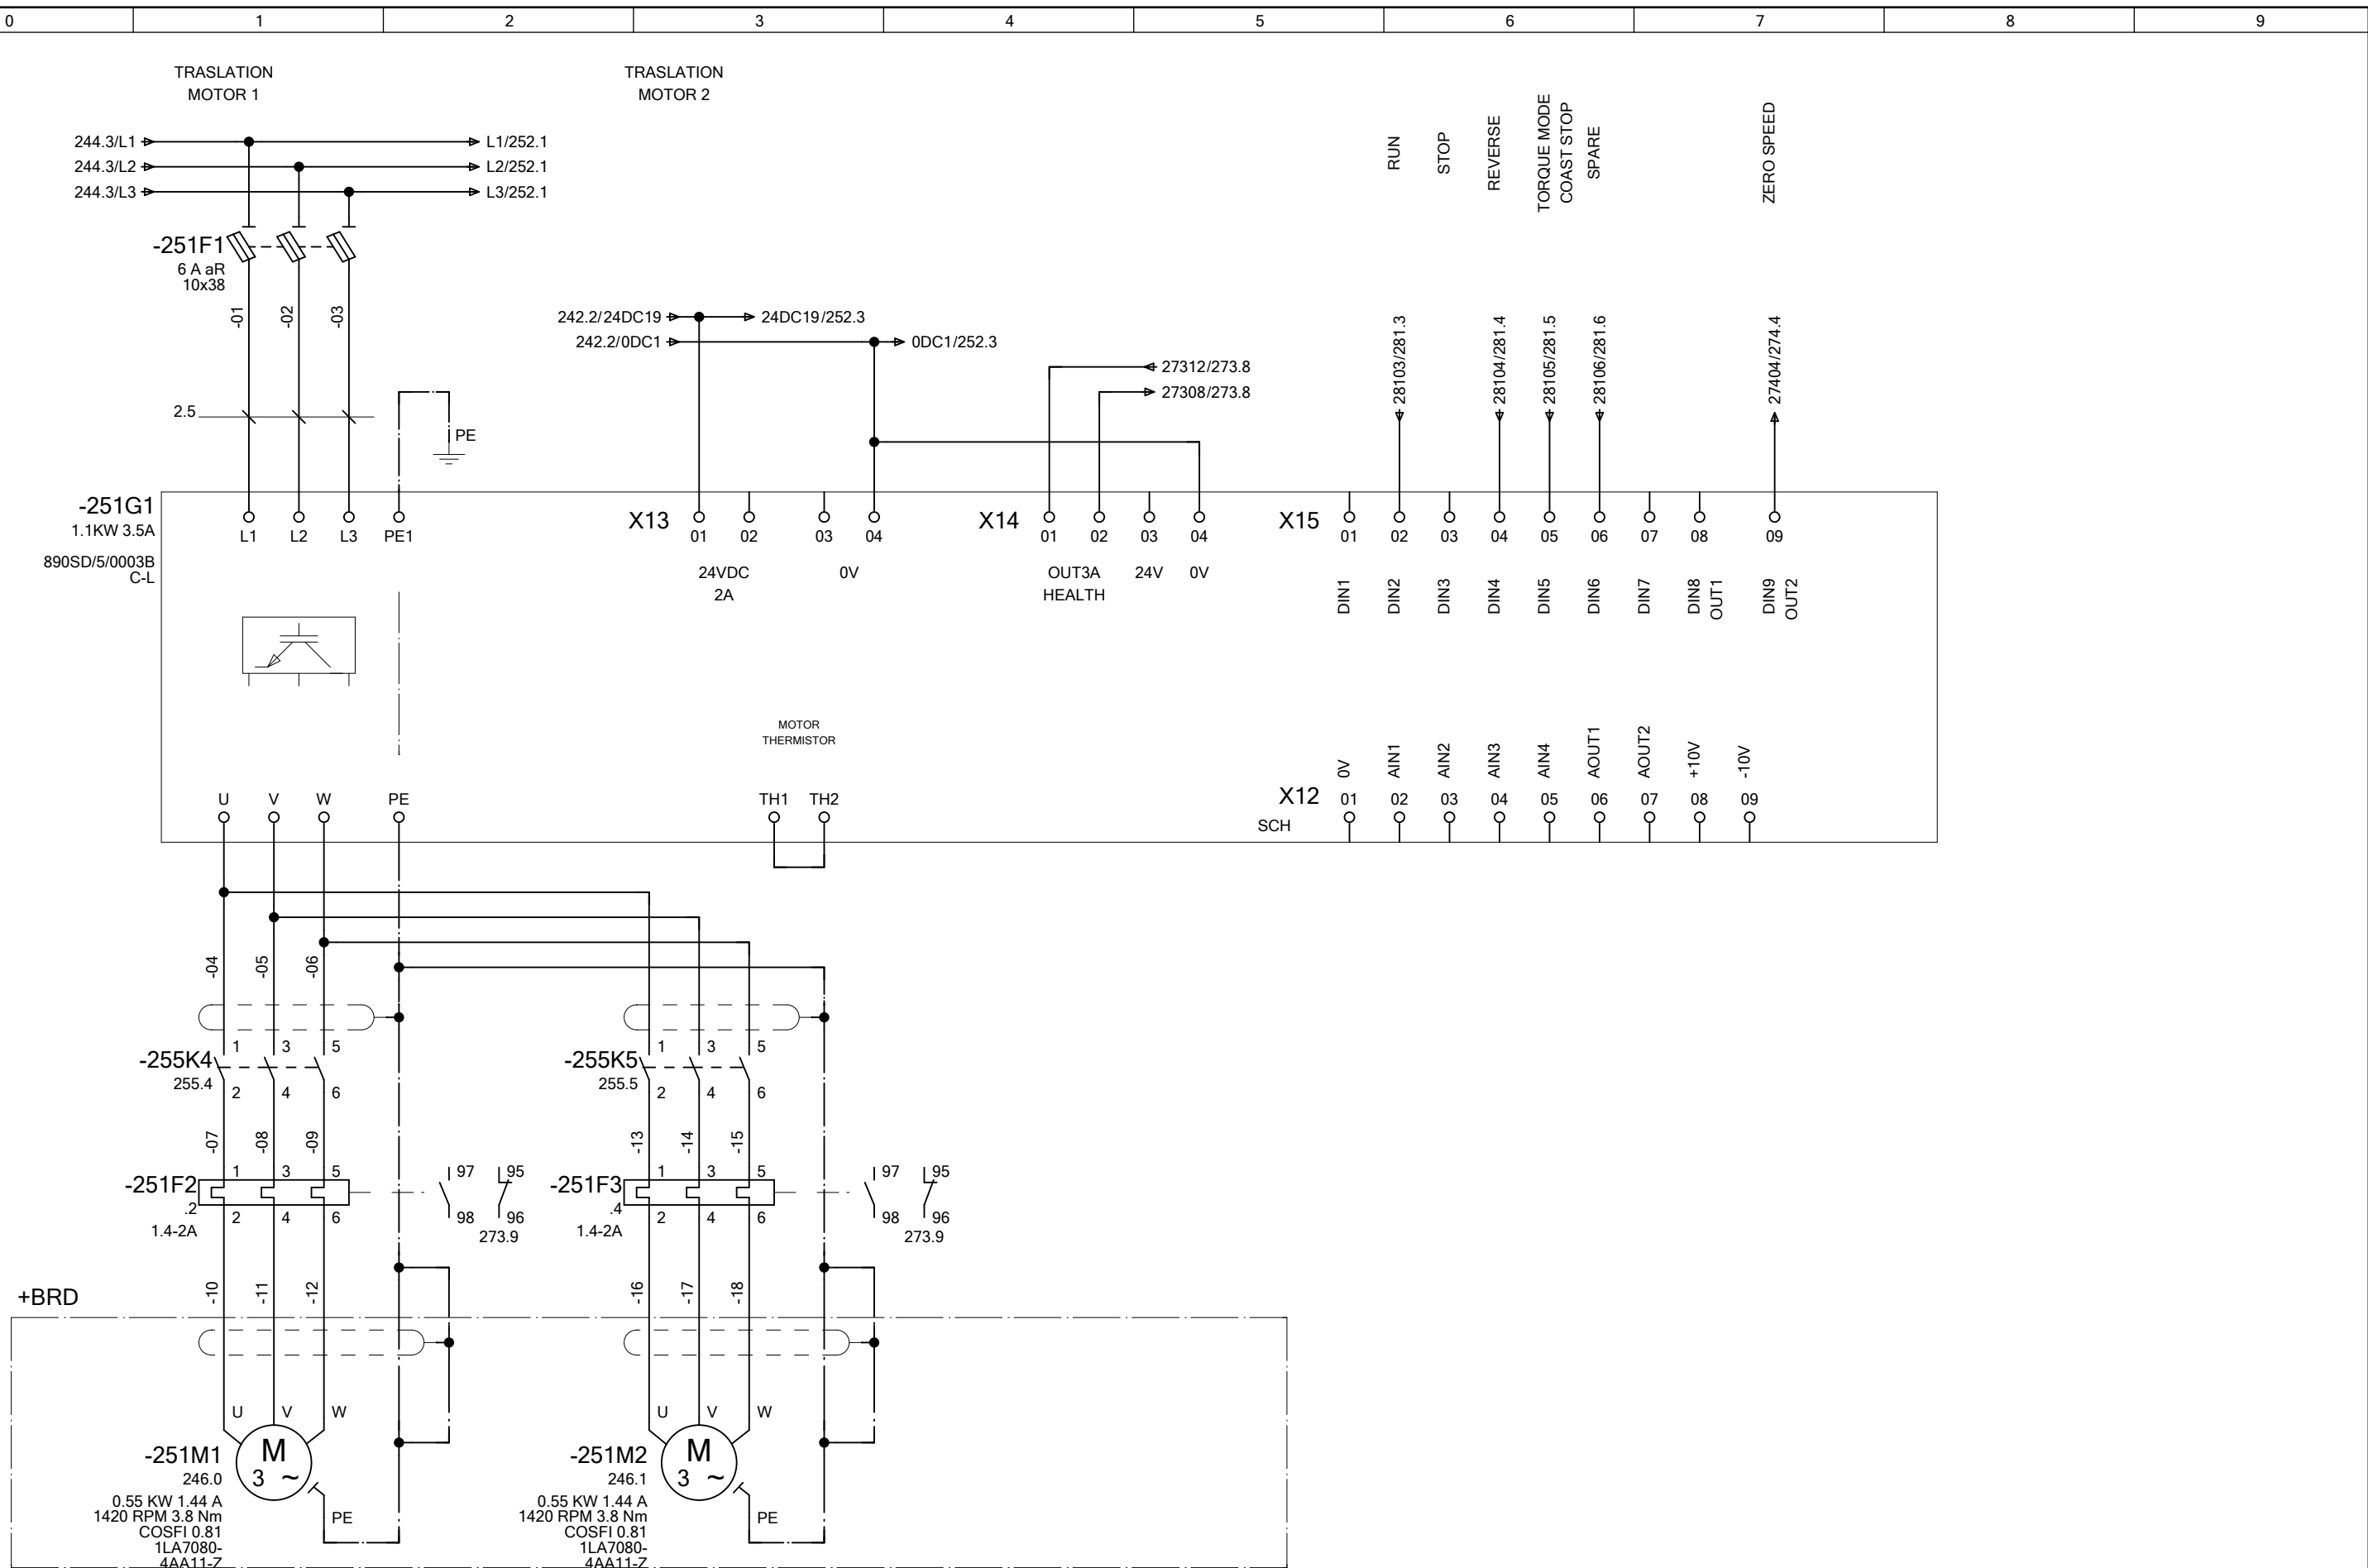 0 1 2 3 4 5 6 7 8 9
TRASLATION
MOTOR 1
TRASLATION
MOTOR 2
244.3/L1
L1/252.1
244.3/L2
L2/252.1
244.3/L3
L3/252.1
RUN
STOP
REVERSE
TORQUE MODE
COAST STOP
SPARE
ZERO SPEED
-251F1
6 A aR
10x38
-01
-02
-03
2.5
PE
242.2/24DC19
24DC19/252.3
242.2/0DC1
0DC1/252.3
27312/273.8
27308/273.8
28103/281.3
28104/281.4
28105/281.5
28106/281.6
27404/274.4
-251G1
1.1KW 3.5A
890SD/5/0003B
C-L
L1 L2 L3 PE1
X13
01 02 03 04
24VDC
2A
0V
X14
01 02 03 04
OUT3A
HEALTH
24V
0V
X15
01 02 03 04 05 06 07 08 09
DIN1
DIN2
DIN3
DIN4
DIN5
DIN6
DIN7
DIN8
OUT1
DIN9
OUT2
MOTOR
THERMISTOR
U V W PE
TH1 TH2
0V
AIN1
AIN2
AIN3
AIN4
AOUT1
AOUT2
+10V
-10V
X12
01 02 03 04 05 06 07 08 09
SCH
-04
-05
-06
-255K4
255.4
1 3 5
2 4 6
-255K5
255.5
1 3 5
2 4 6
-07
-08
-09
-13
-14
-15
-251F2
.2
1.4-2A
1 3 5
2 4 6
97 95
98 96
273.9
-251F3
.4
1.4-2A
1 3 5
2 4 6
97 95
98 96
273.9
-10
-11
-12
-16
-17
-18
+BRD
U V W
M
3 ~
-251M1
246.0
0.55 KW 1.44 A
1420 RPM 3.8 Nm
COSFI 0.81
1LA7080-
4AA11-Z
PE
U V W
M
3 ~
-251M2
246.1
0.55 KW 1.44 A
1420 RPM 3.8 Nm
COSFI 0.81
1LA7080-
4AA11-Z
PE